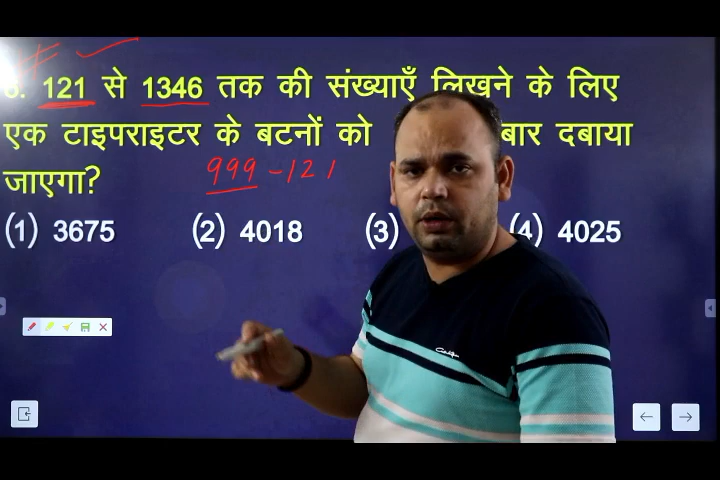 121 से 1346 तक की संख्याएँ लिखने के लिए
एक टाइपराइटर के बटनों को बार दबाया
जाएगा?
999-121
(1) 3675 (2) 4018 (3) (4) 4025